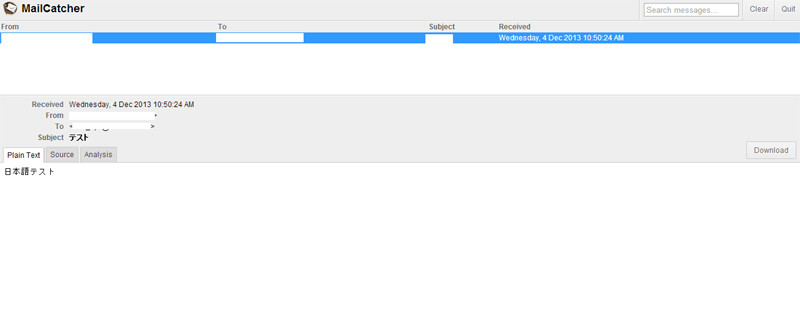 MailCatcher
Search messages... Clear Quit
From To Subject Received
Wednesday, 4 Dec 2013 10:50:24 AM
Received Wednesday, 4 Dec 2013 10:50:24 AM
From
To
Subject テスト
Plain Text Source Analysis Download
日本語テスト